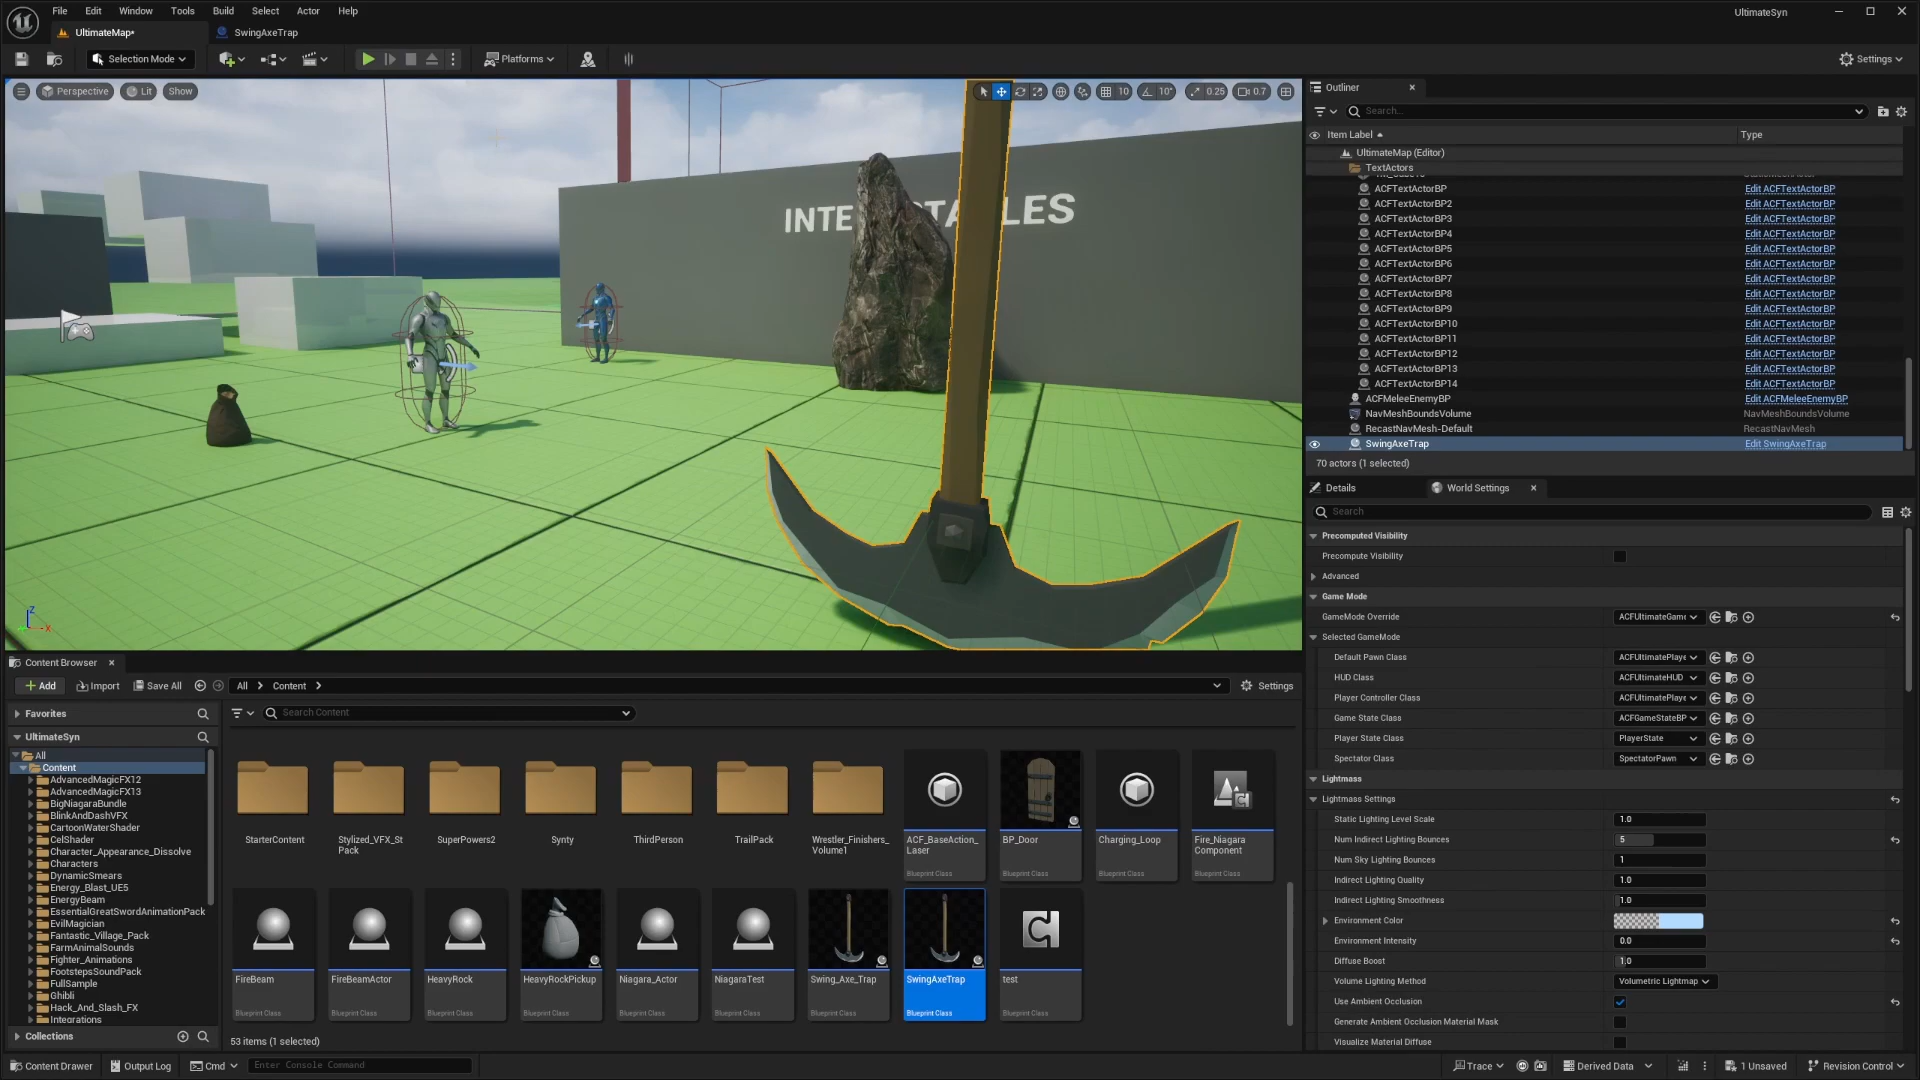 File Edit Window Tools Build Select Actor Help
UltimateSyn
UltimateMap*
SwingAxeTrap
Selection Mode
Platforms
Settings
Perspective
Lit
Show
10
10°
0.25
0.7
INTE
LES
Outliner
Search...
Item Label
Type
UltimateMap (Editor)
TextActors
ACFTextActorBP Edit ACFTextActorBP
ACFTextActorBP2 Edit ACFTextActorBP
ACFTextActorBP3 Edit ACFTextActorBP
ACFTextActorBP4 Edit ACFTextActorBP
ACFTextActorBP5 Edit ACFTextActorBP
ACFTextActorBP6 Edit ACFTextActorBP
ACFTextActorBP7 Edit ACFTextActorBP
ACFTextActorBP8 Edit ACFTextActorBP
ACFTextActorBP9 Edit ACFTextActorBP
ACFTextActorBP10 Edit ACFTextActorBP
ACFTextActorBP11 Edit ACFTextActorBP
ACFTextActorBP12 Edit ACFTextActorBP
ACFTextActorBP13 Edit ACFTextActorBP
ACFTextActorBP14 Edit ACFTextActorBP
ACFMeleeEnemyBP Edit ACFMeleeEnemyBP
NavMeshBoundsVolume NavMeshBoundsVolume
RecastNavMesh-Default RecastNavMesh
SwingAxeTrap Edit SwingAxeTrap
70 actors (1 selected)
Details
World Settings
Search
Precomputed Visibility
Precompute Visibility
Advanced
Game Mode
GameMode Override ACFUltimateGame
Selected GameMode
Default Pawn Class ACFUltimatePlaye
HUD Class ACFUltimateHUD
Player Controller Class ACFUltimatePlaye
Game State Class ACFGameStateBP
Player State Class PlayerState
Spectator Class SpectatorPawn
Lightmass
Lightmass Settings
Static Lighting Level Scale 1.0
Num Indirect Lighting Bounces 5
Num Sky Lighting Bounces 1
Indirect Lighting Quality 1.0
Indirect Lighting Smoothness 1.0
Environment Color
Environment Intensity 0.0
Diffuse Boost 1.0
Volume Lighting Method Volumetric Lightmap
Use Ambient Occlusion
Generate Ambient Occlusion Material Mask
Visualize Material Diffuse
Z
X
Content Browser
Add
Import
Save All
All
Content
Settings
Favorites
Search Content
UltimateSyn
All
Content
AdvancedMagicFX12
AdvancedMagicFX13
BigNiagaraBundle
BlinkAndDashVFX
CartoonWaterShader
CelShader
Character_Appearance_Dissolve
Characters
DynamicSmears
Energy_Blast_UE5
EnergyBeam
EssentialGreatSwordAnimationPack
EvilMagician
Fantastic_Village_Pack
FarmAnimalSounds
Fighter_Animations
FootstepsSoundPack
FullSample
Ghibli
Hack_And_Slash_FX
Integrations
Collections
StarterContent
Stylized_VFX_St
Pack
SuperPowers2
Synty
ThirdPerson
TrailPack
Wrestler_Finishers_
Volume1
ACF_BaseAction_
Laser
Blueprint Class
BP_Door
Blueprint Class
Charging_Loop
Blueprint Class
Fire_Niagara
Component
Blueprint Class
FireBeam
Blueprint Class
FireBeamActor
Blueprint Class
HeavyRock
Blueprint Class
HeavyRockPickup
Blueprint Class
Niagara_Actor
Blueprint Class
NiagaraTest
Blueprint Class
Swing_Axe_Trap
Blueprint Class
SwingAxeTrap
Blueprint Class
test
Blueprint Class
53 items (1 selected)
Content Drawer
Output Log
Cmd
Enter Console Command
Trace
Derived Data
1 Unsaved
Revision Control